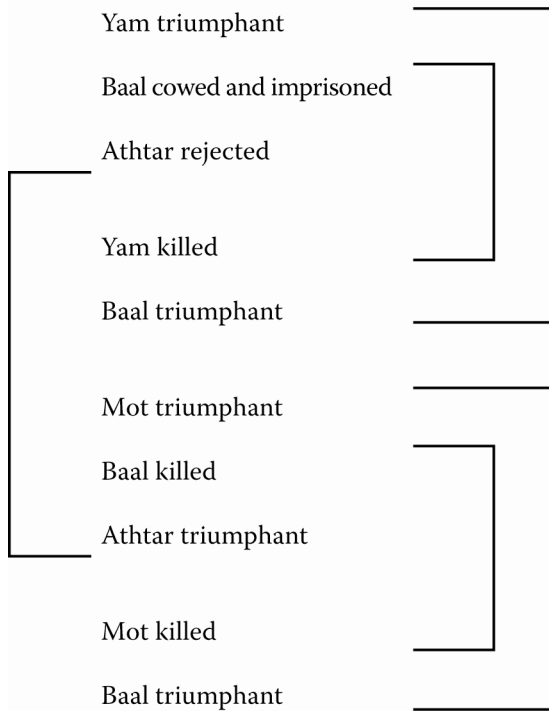 Yam triumphant
Baal cowed and imprisoned
Athtar rejected
Yam killed
Baal triumphant
Mot triumphant
Baal killed
Athtar triumphant
Mot killed
Baal triumphant